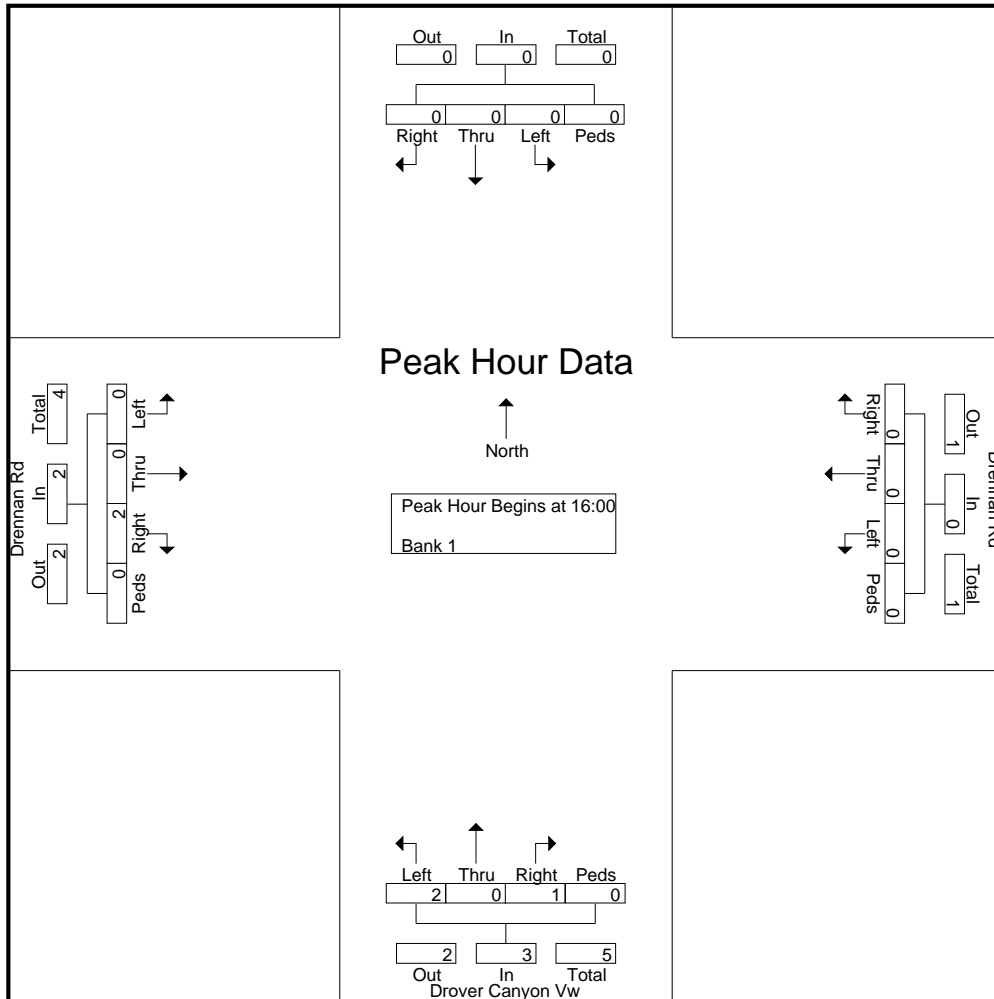 Out In Total
0 0 0
0 0 0 0
Right Thru Left Peds
Peak Hour Data
North
Peak Hour Begins at 16:00
Bank 1
Drennan Rd
Total In Out
4 2 2
0 0 2 0
Left Thru Right Peds
Right Thru Left Peds
0 0 0 0
1 0 1
Out In Total
Drennan Rd
Left Thru Right Peds
2 0 1 0
2 3 5
Out In Total
Drover Canyon Vw